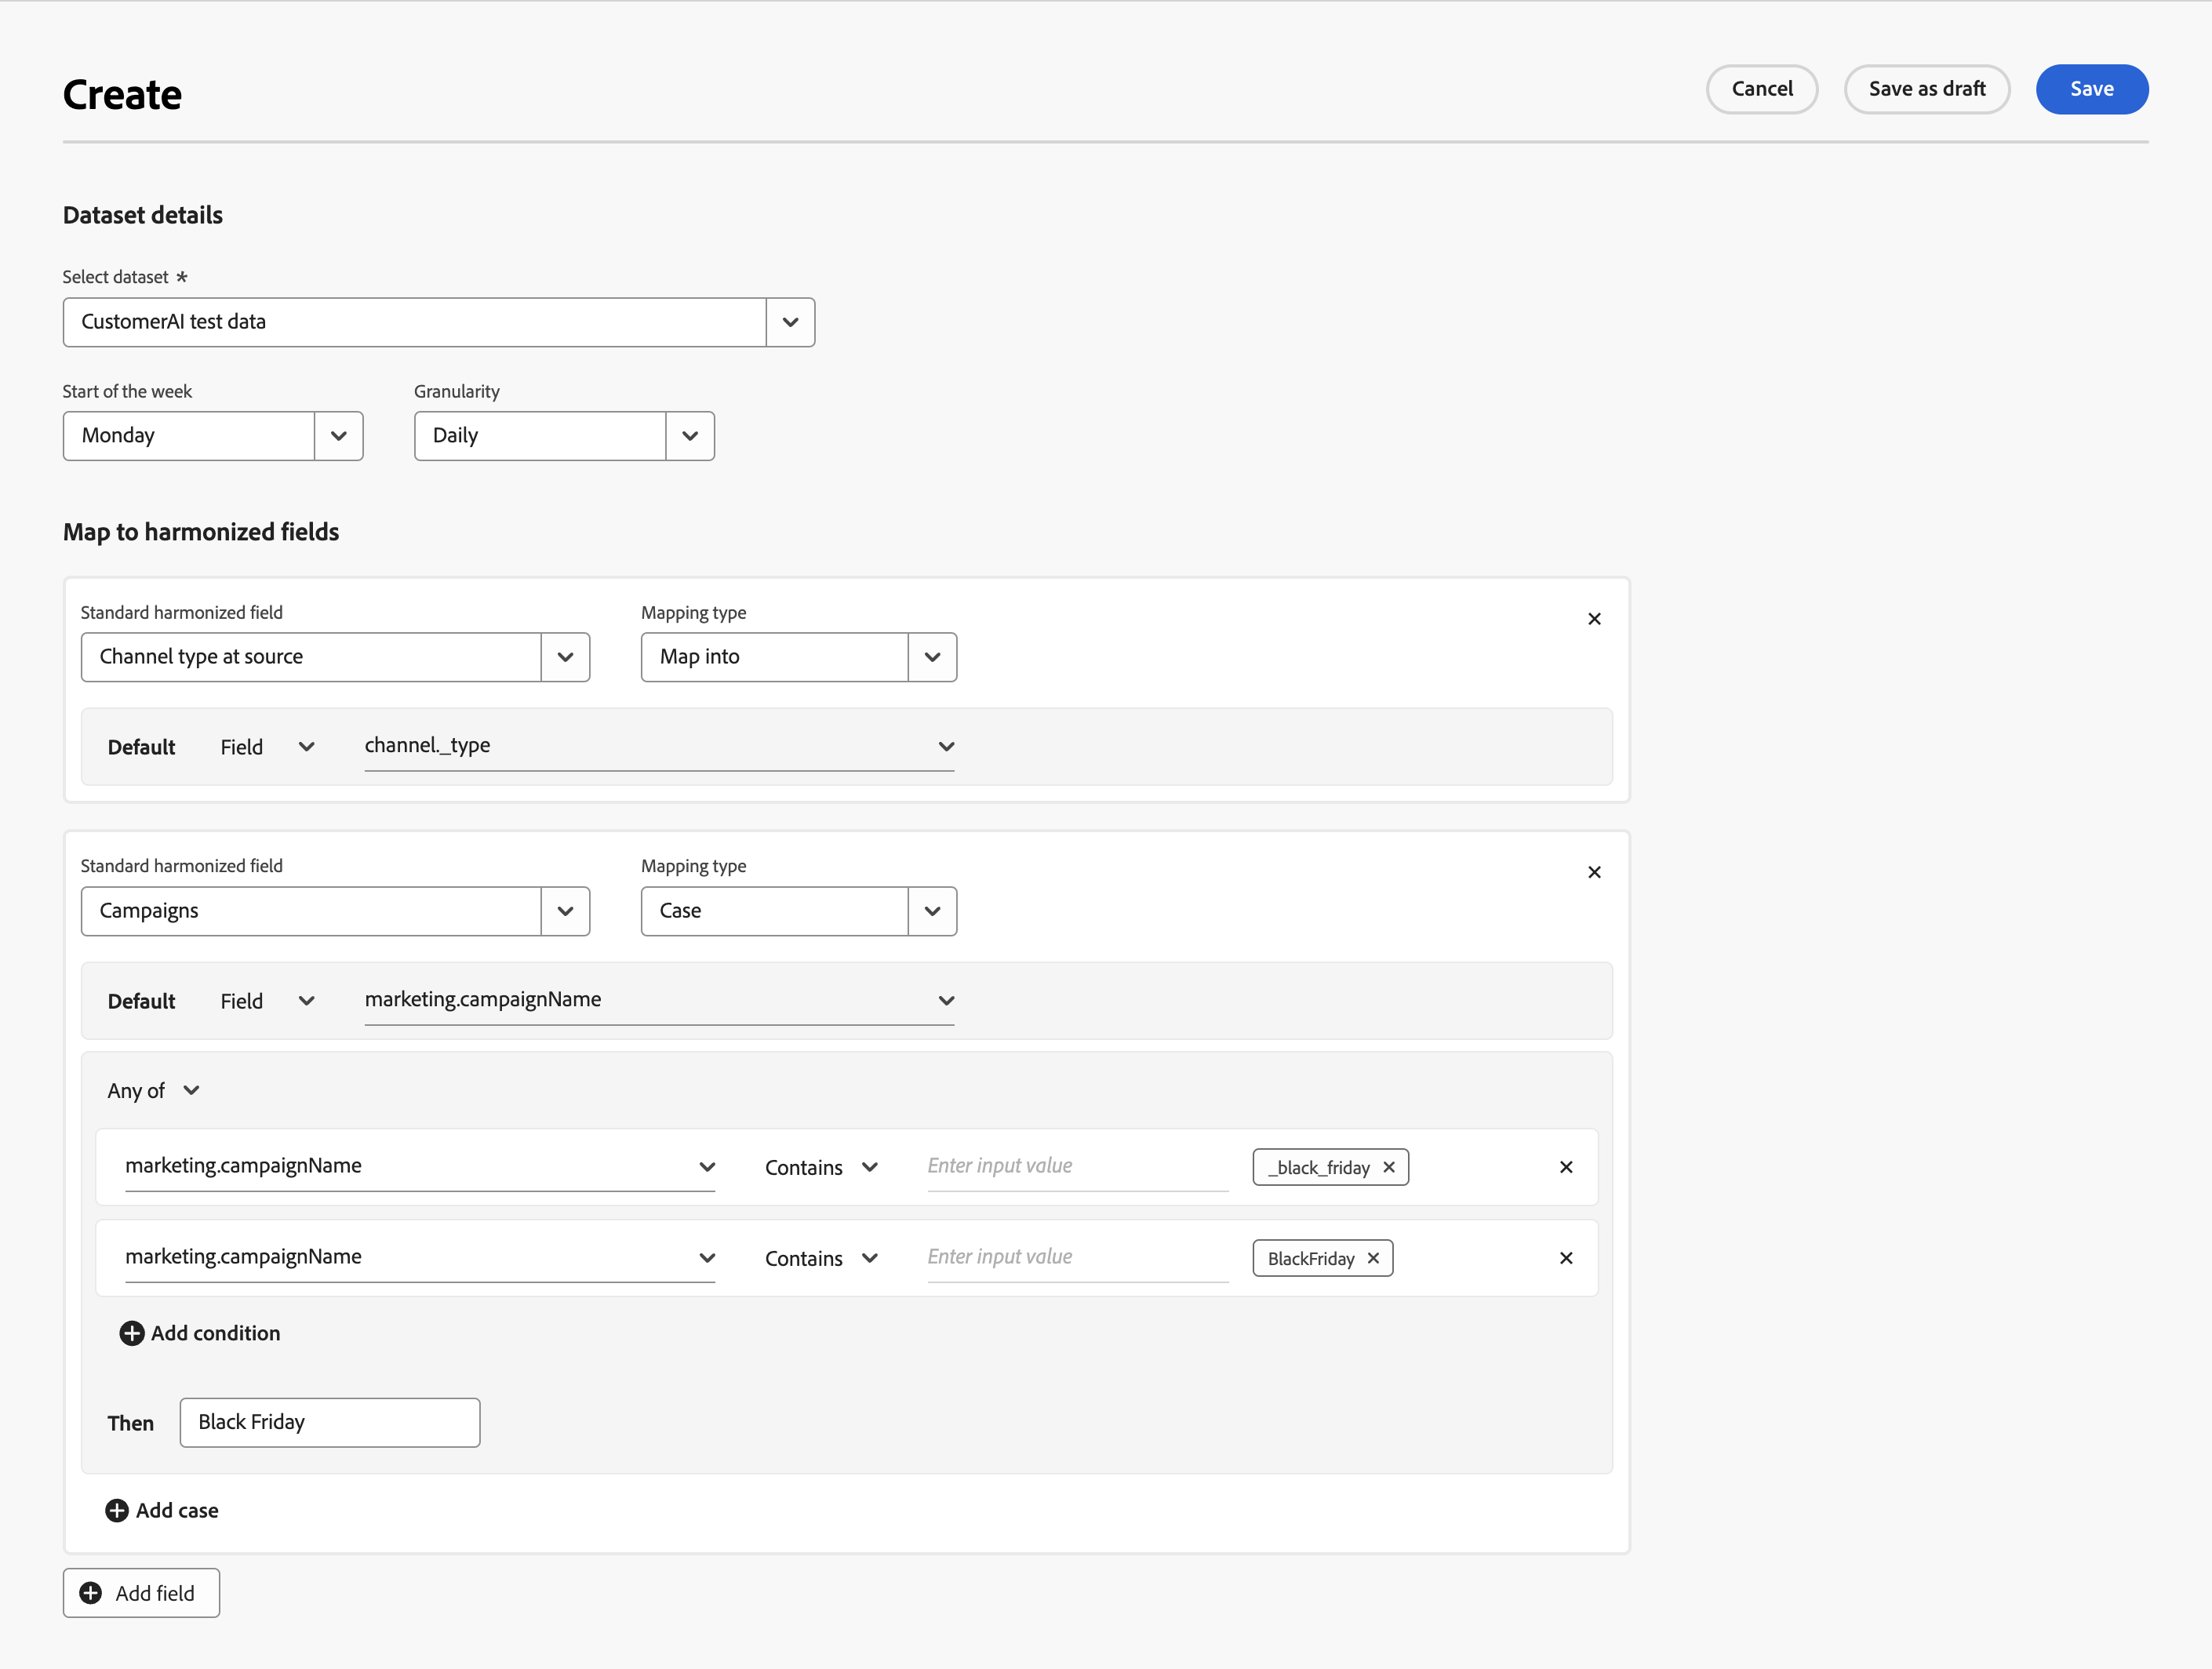 Create
Cancel
Save as draft
Save
Dataset details
Select dataset *
CustomerAI test data
Start of the week
Granularity
Monday
Daily
Map to harmonized fields
Standard harmonized field
Mapping type
Channel type at source
Map into
Default
Field
channel._type
Standard harmonized field
Mapping type
Campaigns
Case
Default
Field
marketing.campaignName
Any of
marketing.campaignName
Contains
Enter input value
_black_friday
marketing.campaignName
Contains
Enter input value
BlackFriday
Add condition
Then
Black Friday
Add case
Add field